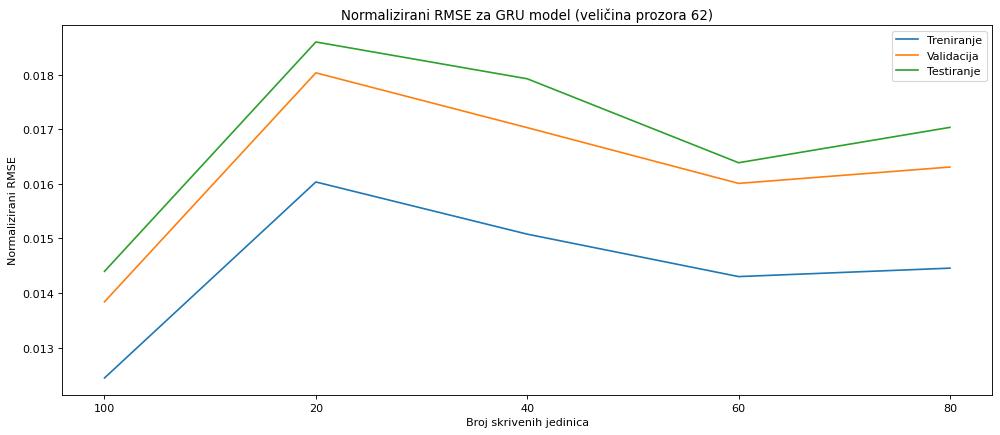 Normalizirani RMSE za GRU model (veličina prozora 62)
Treniranje
Validacija
Testiranje
Normalizirani RMSE
0.018
0.017
0.016
0.015
0.014
0.013
100 20 40 60 80
Broj skrivenih jedinica